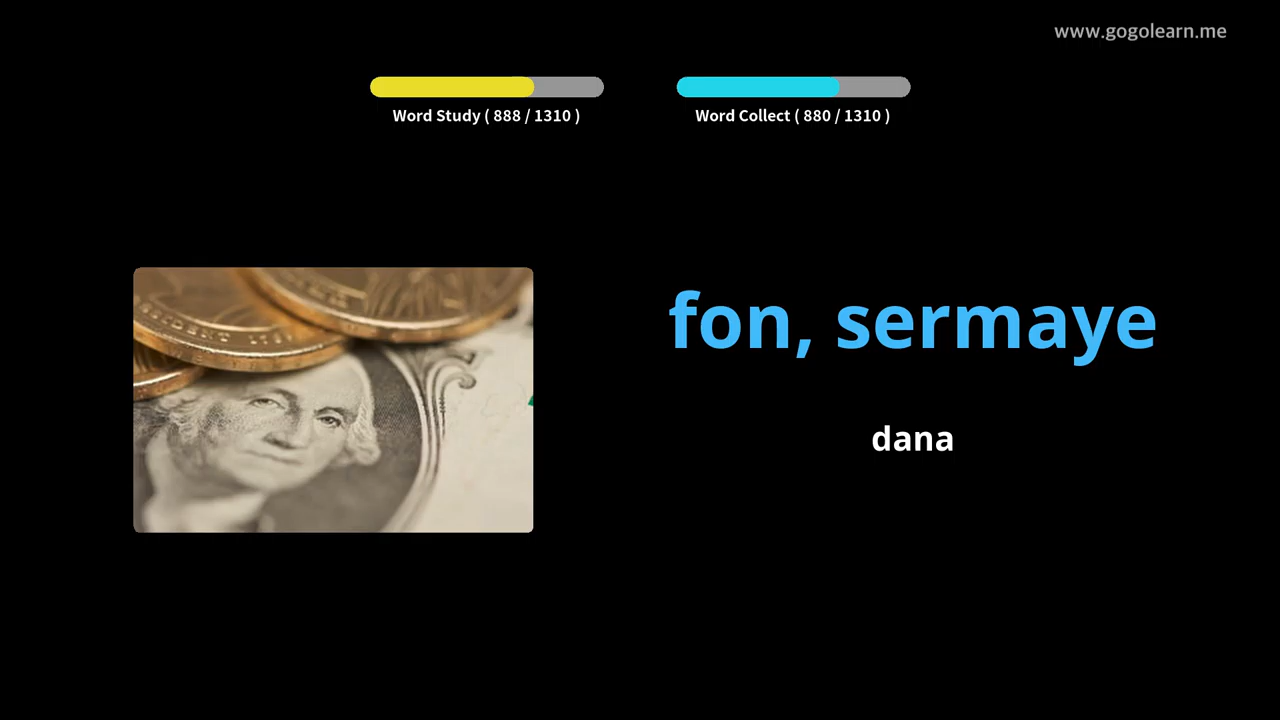 www.gogolearn.me
Word Study ( 888 / 1310 )
Word Collect ( 880 / 1310 )
fon, sermaye
dana